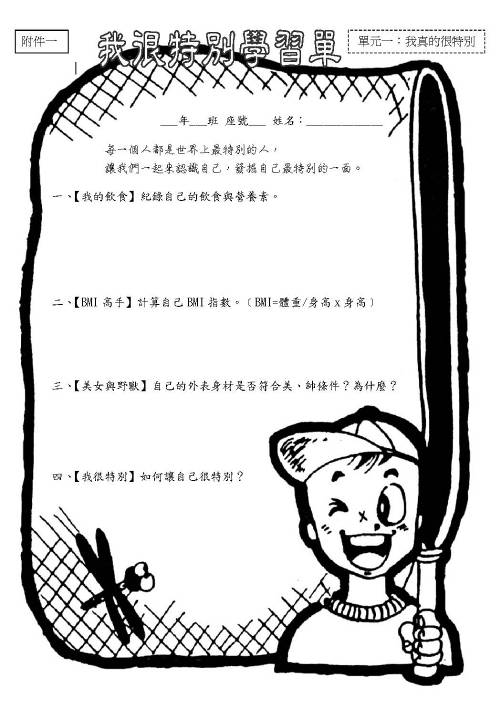 附件一
我很特別學習單
單元一：我真的很特別
___年___班 座號___ 姓名：____________
每一個人都是世界上最特別的人，
讓我們一起來認識自己，發掘自己最特別的一面。
一、【我的飲食】紀錄自己的飲食與營養素。
二、【BMI 高手】計算自己 BMI 指數。﹝BMI=體重/身高 x 身高﹞
三、【美女與野獸】自己的外表身材是否符合美、帥條件？為什麼？
四、【我很特別】如何讓自己很特別？